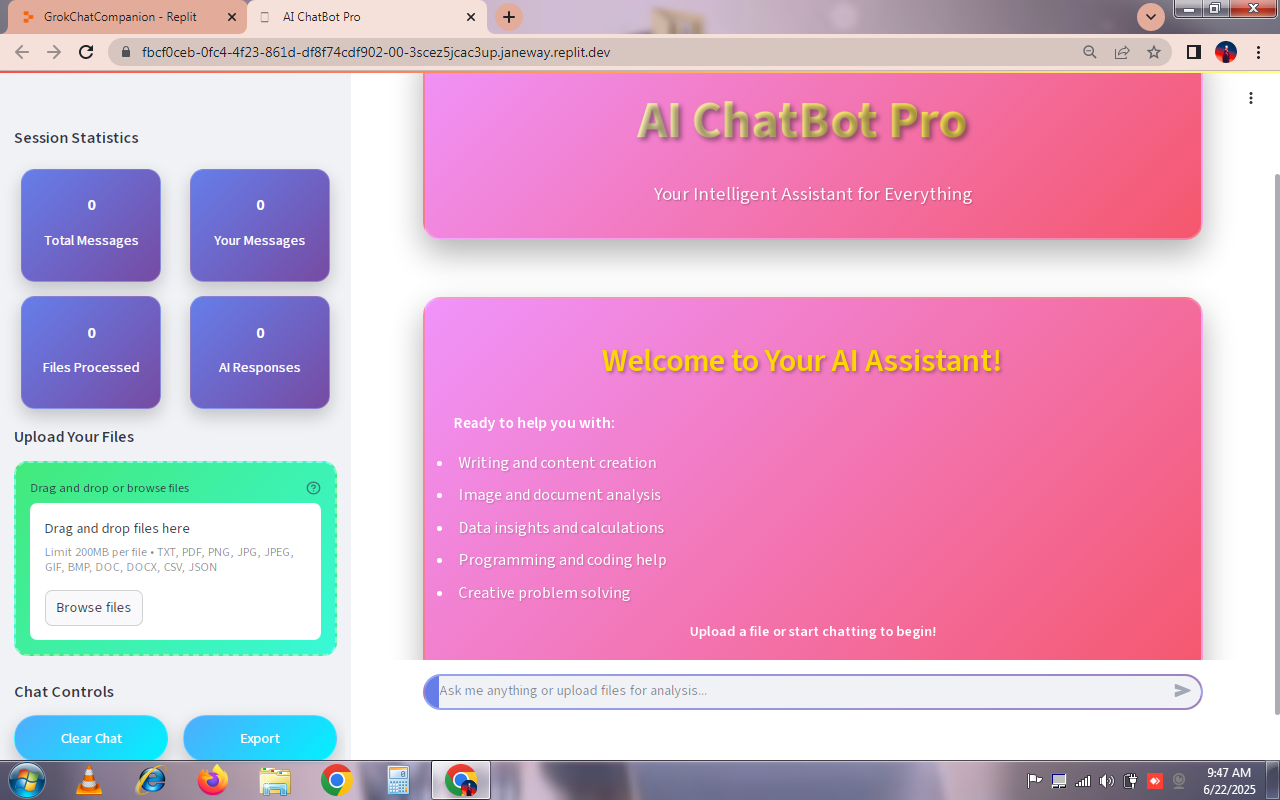 GrokChatCompanion - Replit
AI ChatBot Pro
fbcf0ceb-0fc4-4f23-861d-df8f74cdf902-00-3scez5jcac3up.janeway.replit.dev
Session Statistics
0
Total Messages
0
Your Messages
0
Files Processed
0
AI Responses
Upload Your Files
Drag and drop or browse files
Drag and drop files here
Limit 200MB per file • TXT, PDF, PNG, JPG, JPEG,
GIF, BMP, DOC, DOCX, CSV, JSON
Browse files
Chat Controls
Clear Chat
Export
AI ChatBot Pro
Your Intelligent Assistant for Everything
Welcome to Your AI Assistant!
Ready to help you with:
• Writing and content creation
• Image and document analysis
• Data insights and calculations
• Programming and coding help
• Creative problem solving
Upload a file or start chatting to begin!
Ask me anything or upload files for analysis...
9:47 AM
6/22/2025